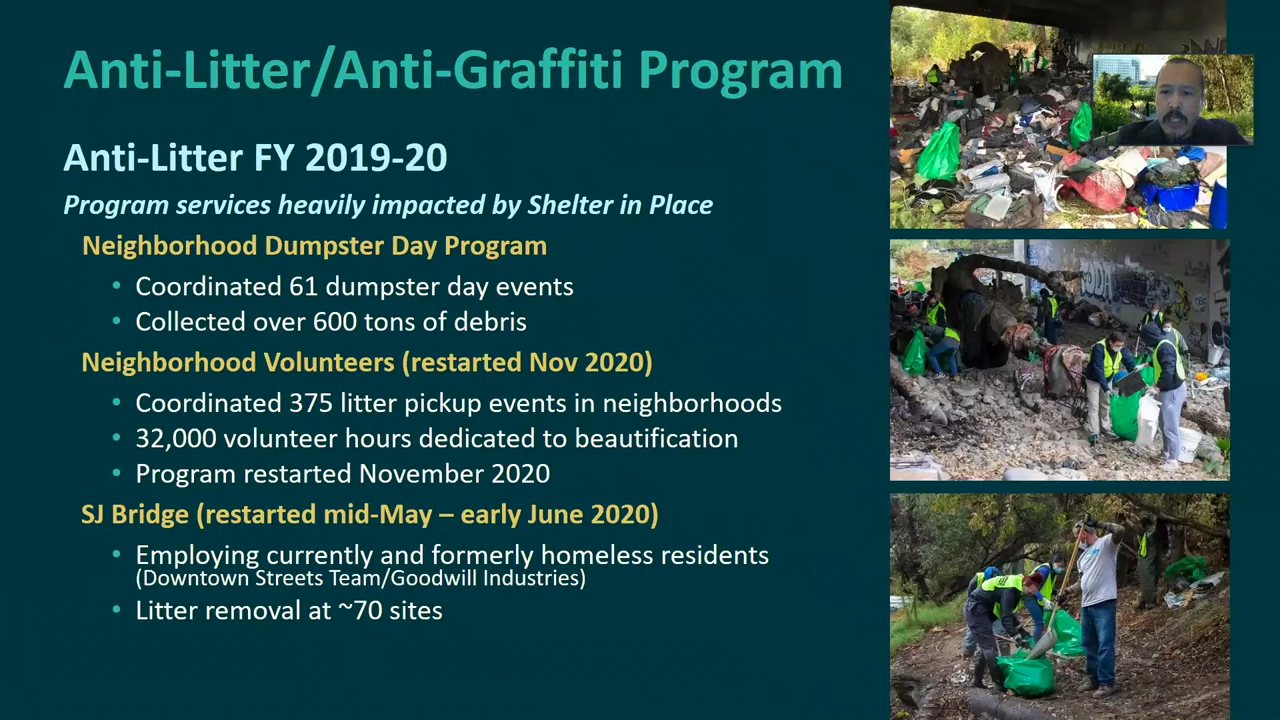 Anti-Litter/Anti-Graffiti Program
Anti-Litter FY 2019-20
Program services heavily impacted by Shelter in Place
Neighborhood Dumpster Day Program
• Coordinated 61 dumpster day events
• Collected over 600 tons of debris
Neighborhood Volunteers (restarted Nov 2020)
• Coordinated 375 litter pickup events in neighborhoods
• 32,000 volunteer hours dedicated to beautification
• Program restarted November 2020
SJ Bridge (restarted mid-May – early June 2020)
• Employing currently and formerly homeless residents
(Downtown Streets Team/Goodwill Industries)
• Litter removal at ~70 sites